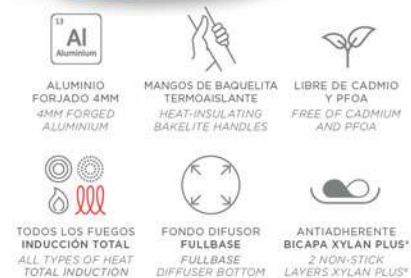 13
Al
Aluminium
ALUMINIO
FORJADO 4MM
4MM FORGED
ALUMINIUM
MANGOS DE BAQUELITA
TERMOAISLANTE
HEAT-INSULATING
BAKELITE HANDLES
LIBRE DE CADMIO
Y PFOA
FREE OF CADMIUM
AND PFOA
TODOS LOS FUEGOS
INDUCCIÓN TOTAL
ALL TYPES OF HEAT
TOTAL INDUCTION
FONDO DIFUSOR
FULLBASE
FULLBASE
DIFFUSER BOTTOM
ANTIADHERENTE
BICAPA XYLAN PLUS*
2 NON-STICK
LAYERS XYLAN PLUS*